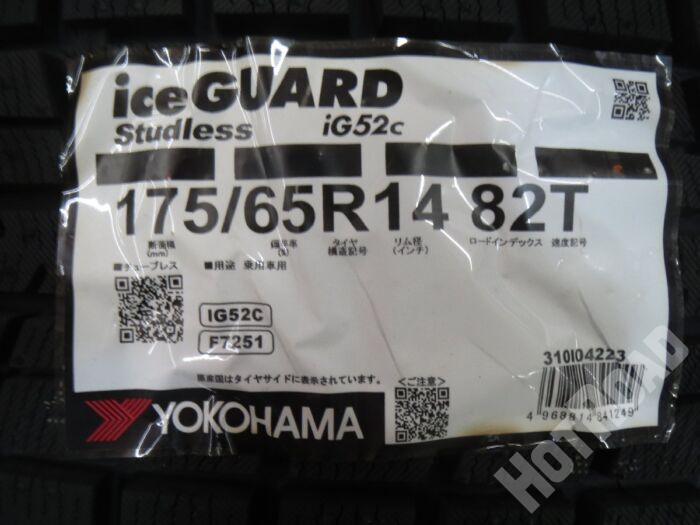 iceGUARD
Studless iG52c
175/65R14 82T
断面幅(mm) 偏平率(%) タイヤ構造記号 リム径(インチ) ロードインデックス 速度記号
■チューブレス ■用途 乗用車用
IG52C
F7251
310I04223
原産国はタイヤサイドに表示されています。 <ご注意>
YOKOHAMA
4 968814 841249
HOTROAD